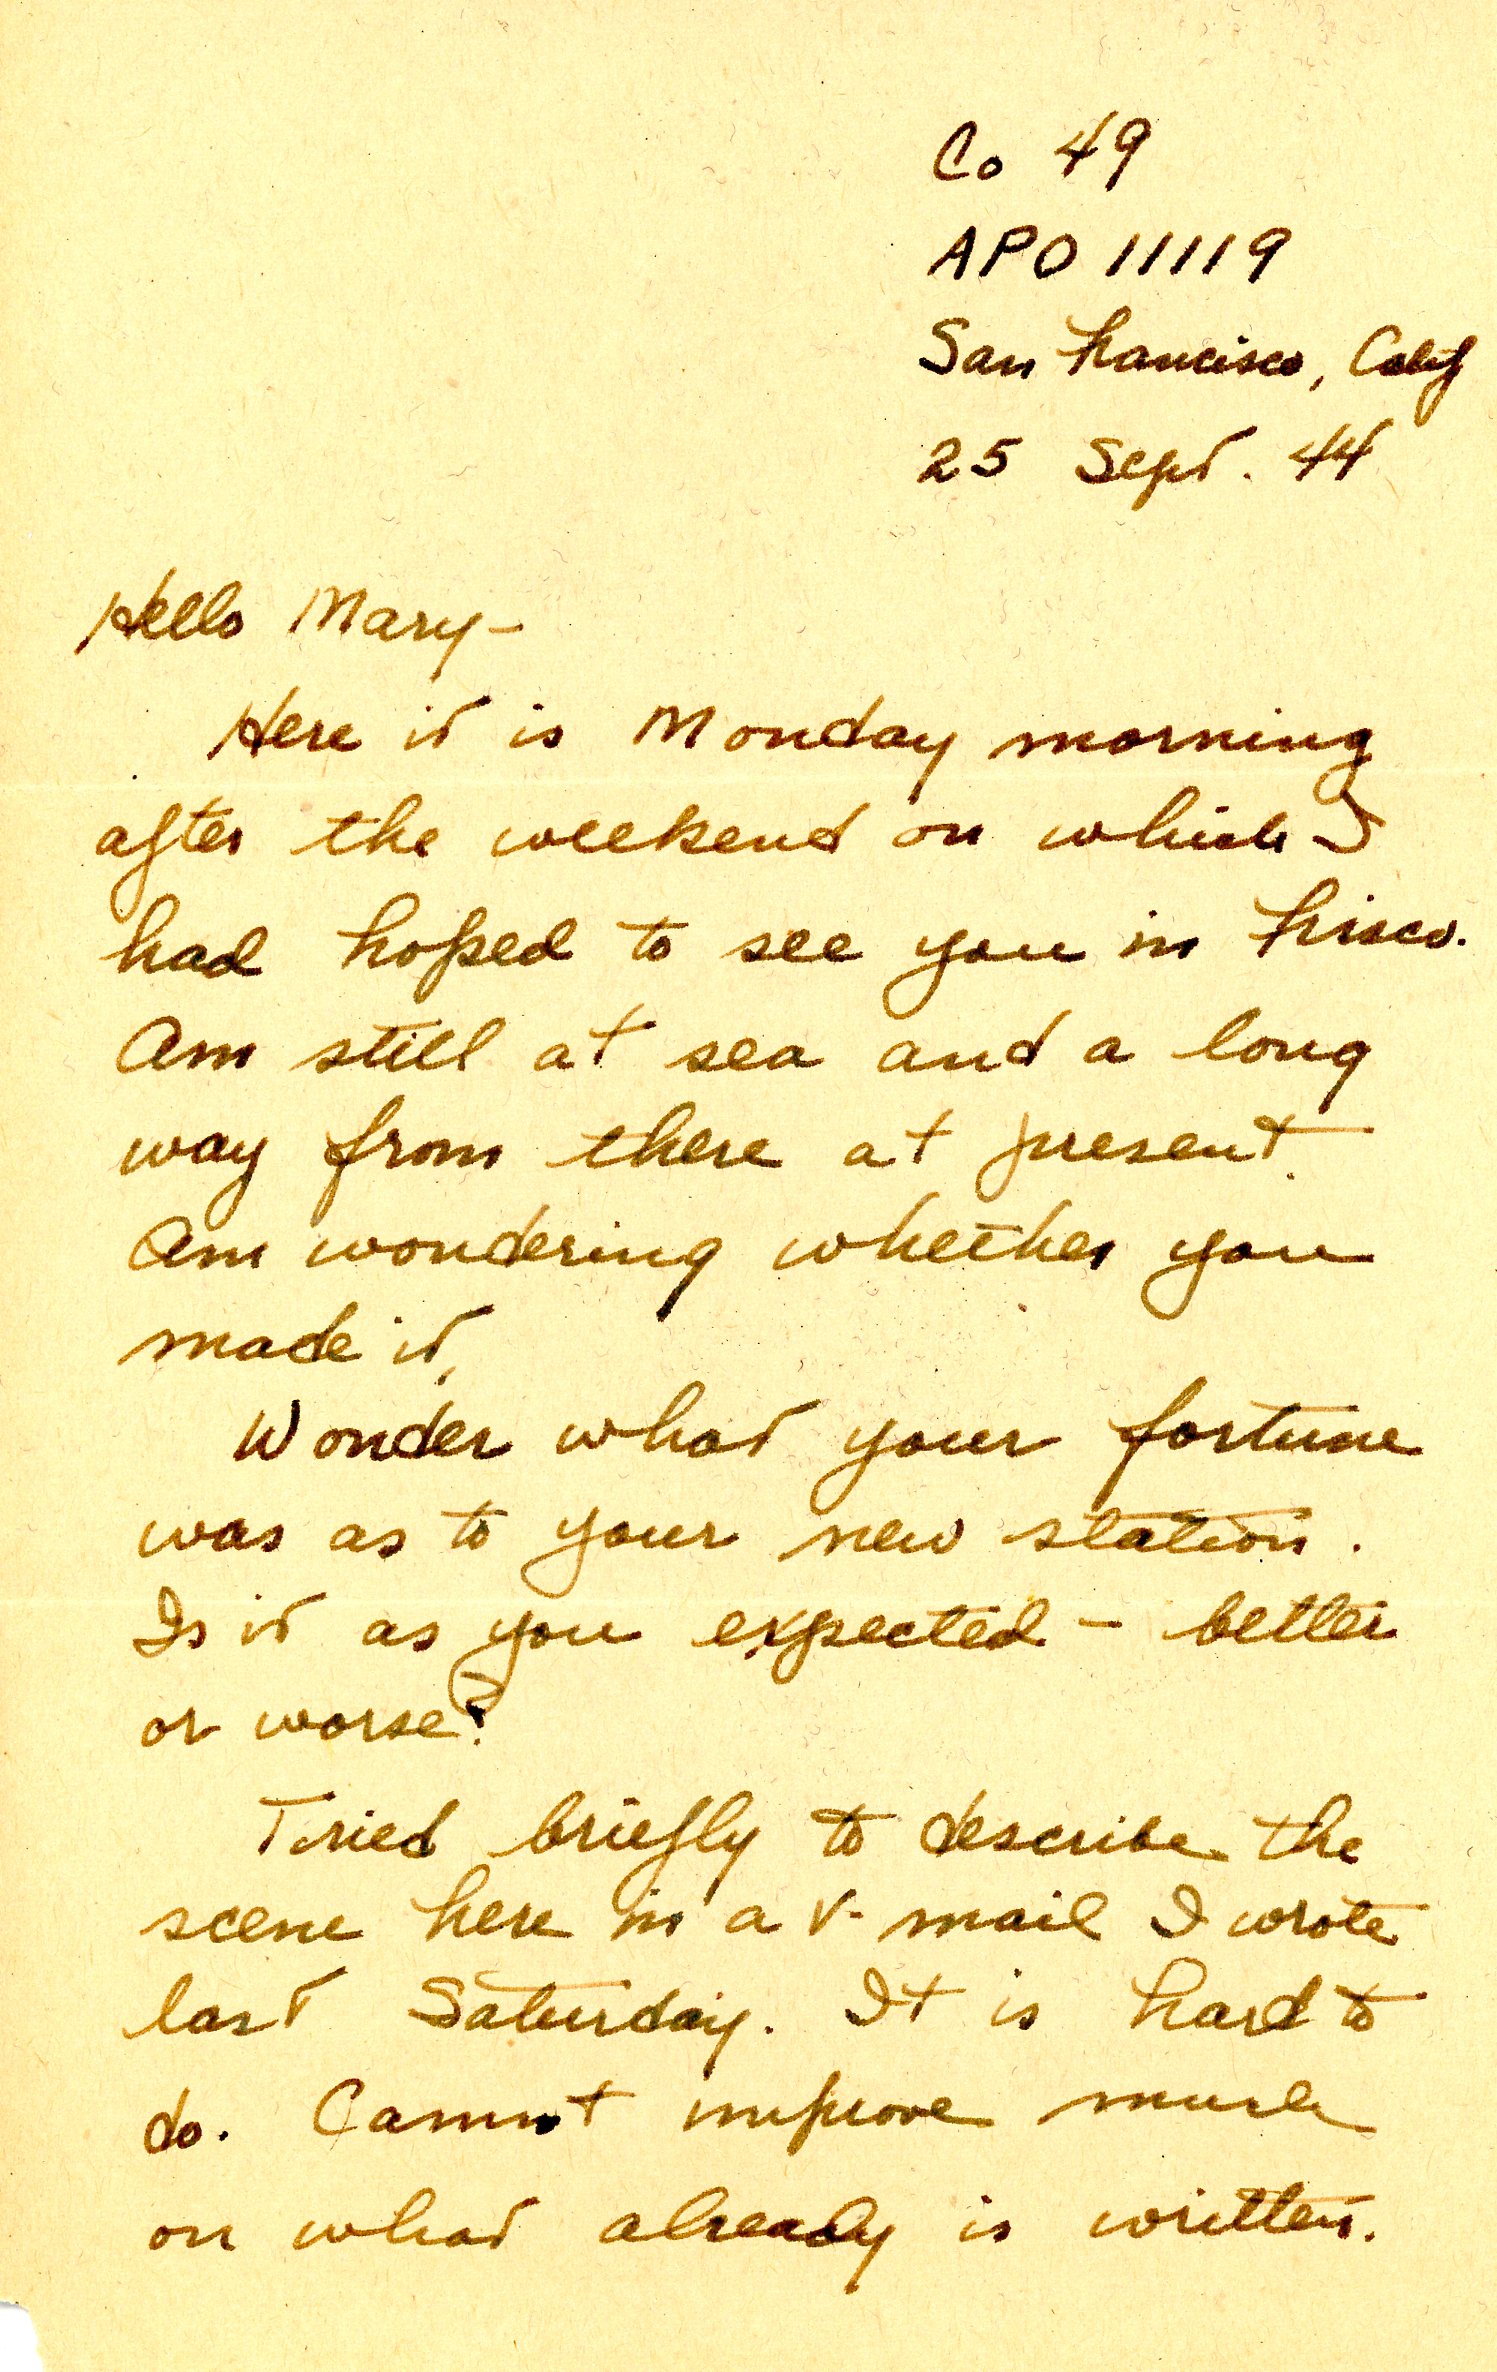 Co 49
APO 11119
San Francisco, Calif
25 Sept. 44
Hello Mary-
Here it is Monday morning
after the weekend on which I
had hoped to see you in Frisco.
Am still at sea and a long
way from there at present.
Am wondering whether you
made it.
Wonder what your fortune
was as to your new station.
Is it as you expected - better
or worse?
Tried briefly to describe the
scene here in a V-mail I wrote
last Saturday. It is hard to
do. Cannot improve much
on what already is written.